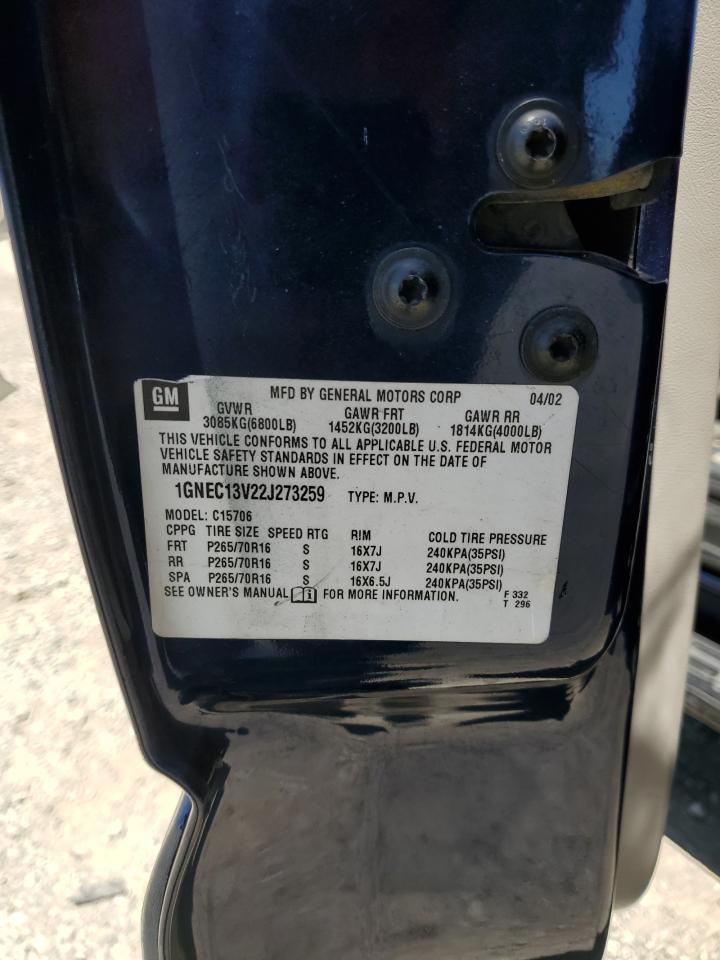 GM MFD BY GENERAL MOTORS CORP 04/02
GVWR GAWR FRT GAWR RR
3085KG(6800LB) 1452KG(3200LB) 1814KG(4000LB)
THIS VEHICLE CONFORMS TO ALL APPLICABLE U.S. FEDERAL MOTOR
VEHICLE SAFETY STANDARDS IN EFFECT ON THE DATE OF
MANUFACTURE SHOWN ABOVE.
1GNEC13V22J273259 TYPE: M.P.V.
MODEL: C15706
CPPG TIRE SIZE SPEED RTG RIM COLD TIRE PRESSURE
FRT P265/70R16 S 16X7J 240KPA(35PSI)
RR P265/70R16 S 16X7J 240KPA(35PSI)
SPA P265/70R16 S 16X6.5J 240KPA(35PSI)
SEE OWNER'S MANUAL FOR MORE INFORMATION. F 332
T 296